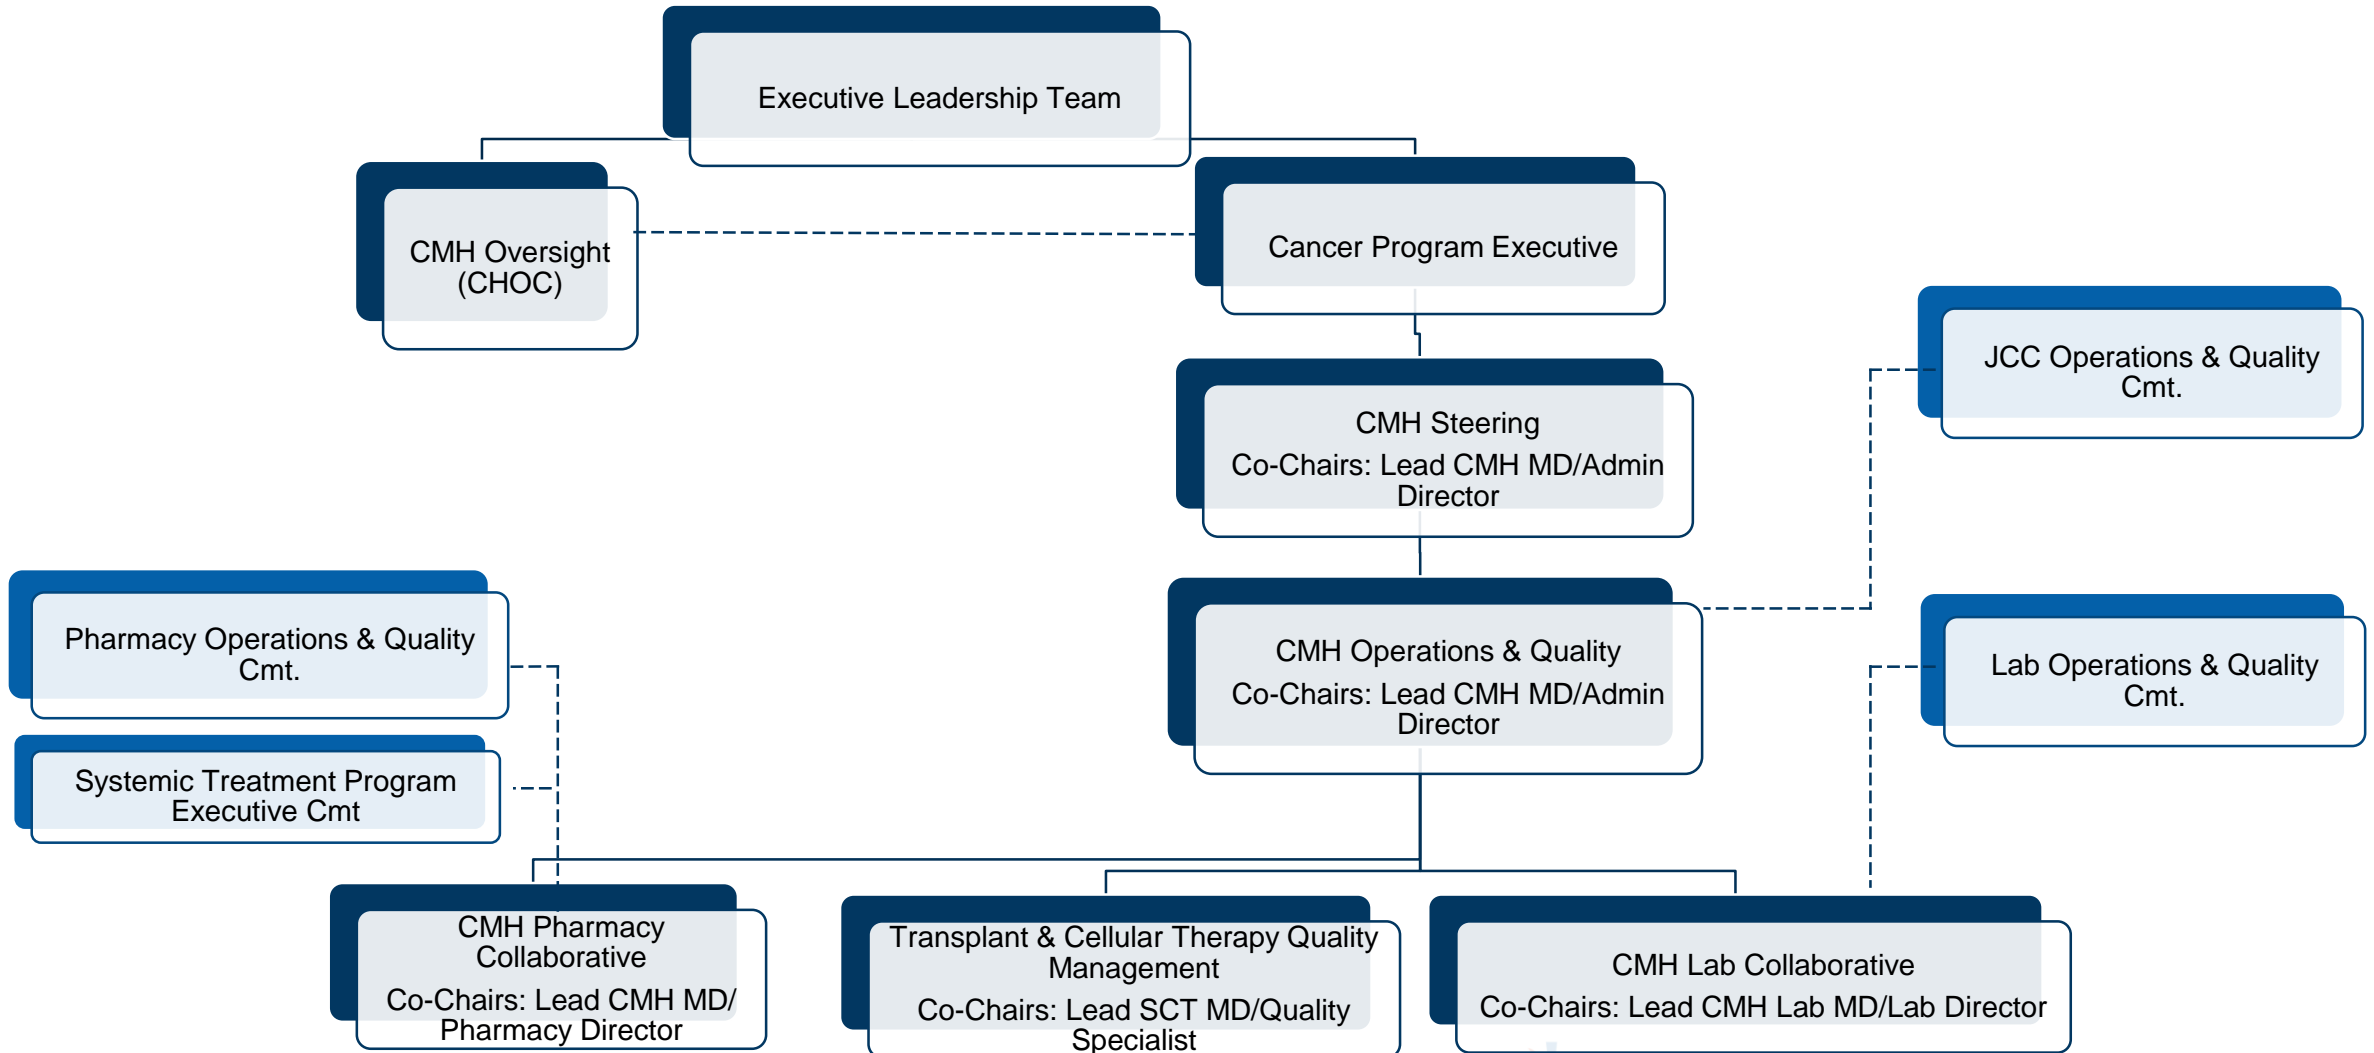 Executive Leadership Team
CMH Oversight
(CHOC)
Cancer Program Executive
JCC Operations & Quality
Cmt.
CMH Steering
Co-Chairs: Lead CMH MD/Admin
Director
Pharmacy Operations & Quality
Cmt.
CMH Operations & Quality
Co-Chairs: Lead CMH MD/Admin
Director
Lab Operations & Quality
Cmt.
Systemic Treatment Program
Executive Cmt
CMH Pharmacy
Collaborative
Co-Chairs: Lead CMH MD/
Pharmacy Director
Transplant & Cellular Therapy Quality
Management
Co-Chairs: Lead SCT MD/Quality
Specialist
CMH Lab Collaborative
Co-Chairs: Lead CMH Lab MD/Lab Director